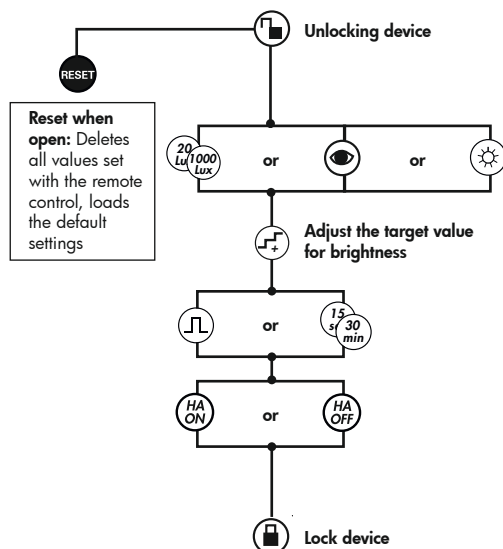 Unlocking device
RESET
Reset when
open: Deletes
all values set
with the remote
control, loads
the default
settings
20
Lu
1000
Lux
or
or
Adjust the target value
for brightness
+
or
15
s
30
min
HA
ON
or
HA
OFF
Lock device